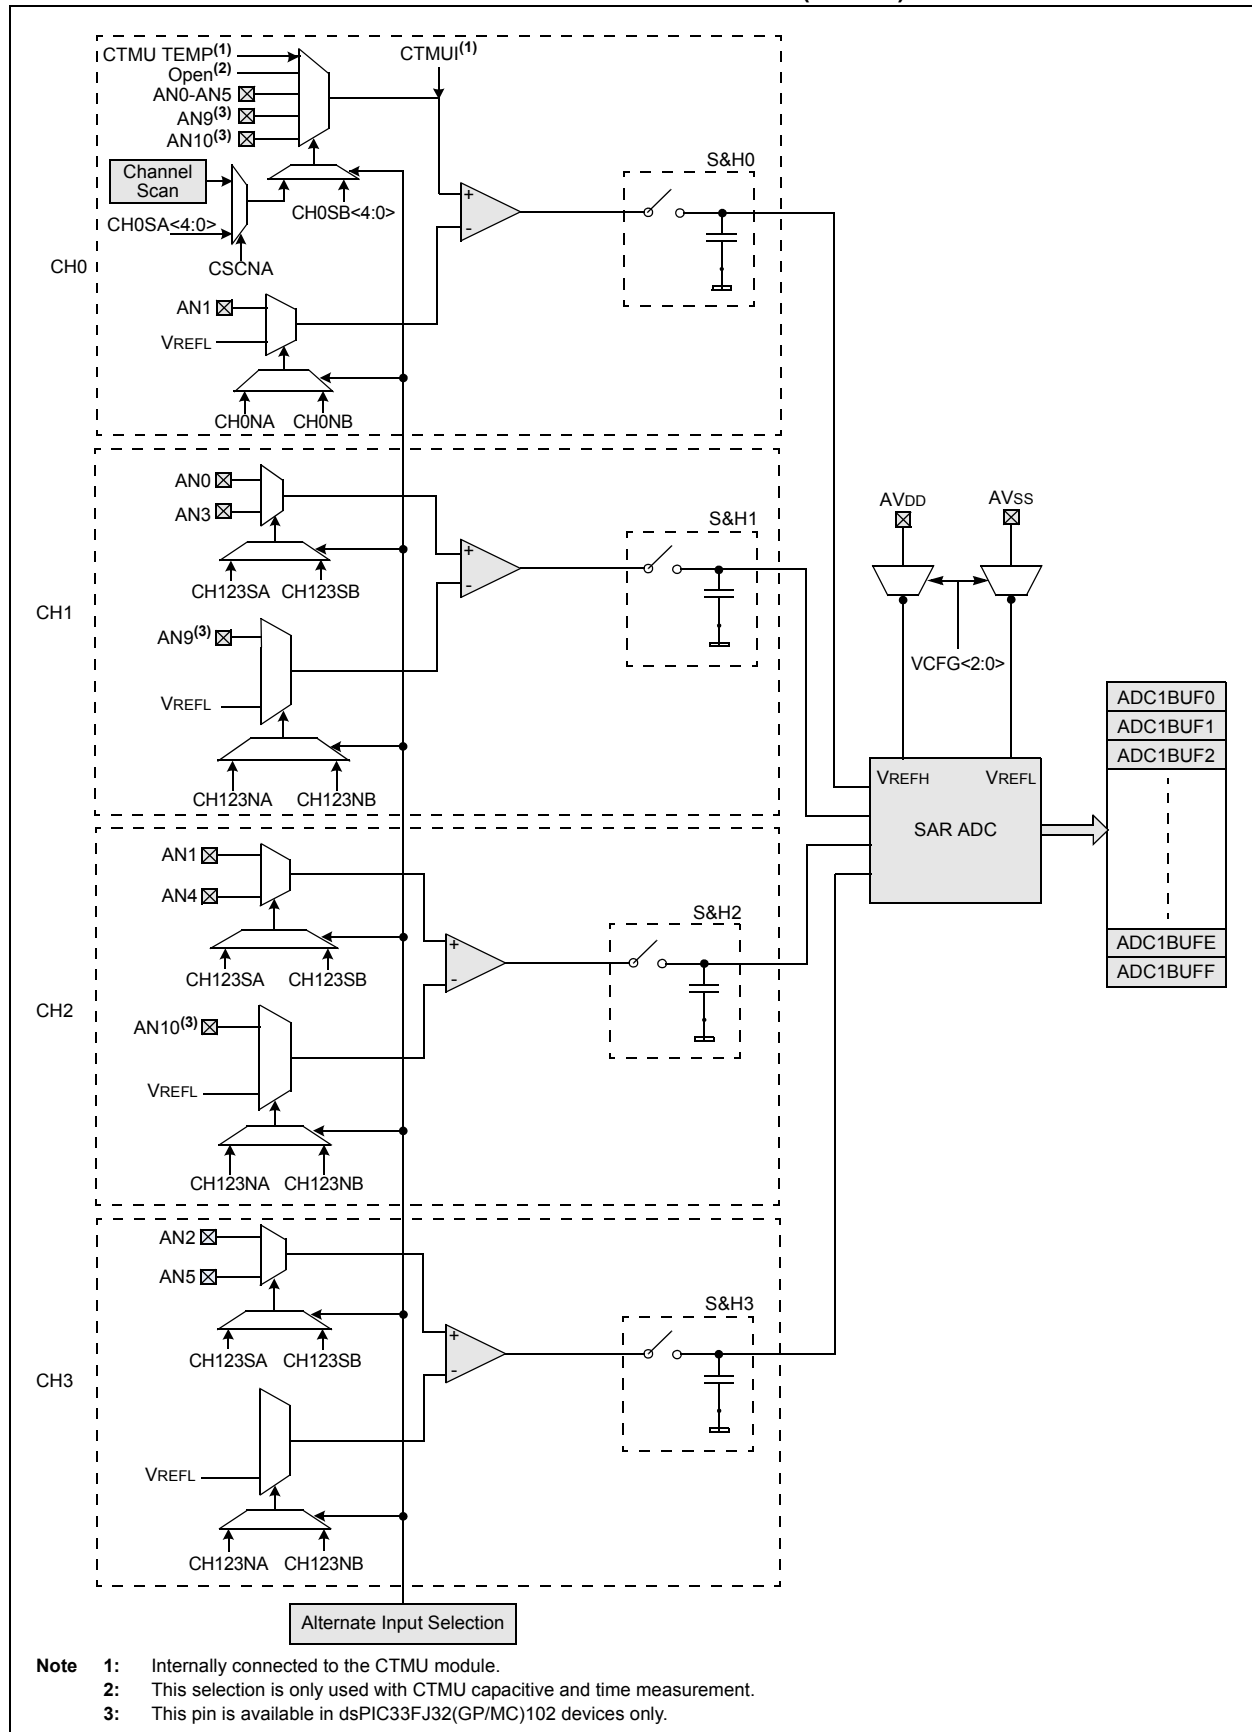 CTMU TEMP(1)
Open(2)
AN0-AN5
AN9(3)
AN10(3)
CTMUI(1)
Channel
Scan
CH0SA<4:0>
CH0SB<4:0>
CSCNA
S&H0
+
-
CH0
AN1
VREFL
CH0NA CH0NB
AN0
AN3
CH123SA CH123SB
S&H1
+
-
CH1
AN9(3)
VREFL
CH123NA CH123NB
AVDD AVSS
VCFG<2:0>
VREFH VREFL
SAR ADC
ADC1BUF0
ADC1BUF1
ADC1BUF2
ADC1BUFE
ADC1BUFF
AN1
AN4
CH123SA CH123SB
S&H2
+
-
CH2
AN10(3)
VREFL
CH123NA CH123NB
AN2
AN5
CH123SA CH123SB
S&H3
+
-
CH3
VREFL
CH123NA CH123NB
Alternate Input Selection
Note 1: Internally connected to the CTMU module.
2: This selection is only used with CTMU capacitive and time measurement.
3: This pin is available in dsPIC33FJ32(GP/MC)102 devices only.